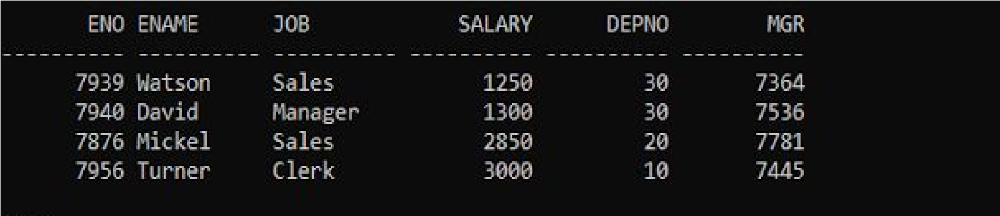 ENO ENAME JOB SALARY DEPNO MGR
---------- ---------- ---------- ---------- ---------- ----------
7939 Watson Sales 1250 30 7364
7940 David Manager 1300 30 7536
7876 Mickel Sales 2850 20 7781
7956 Turner Clerk 3000 10 7445